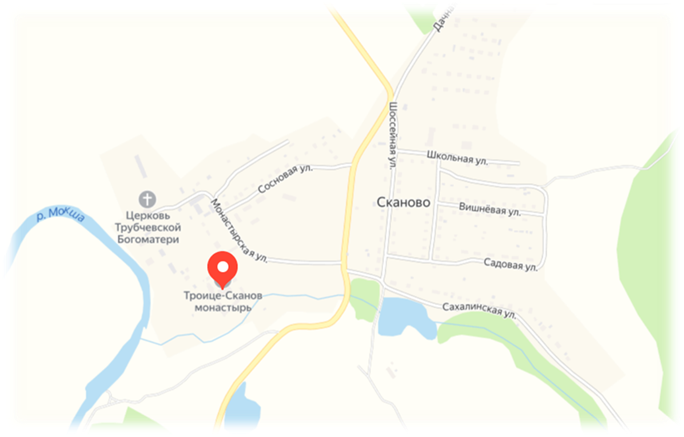 Дачна
Шоссейная ул.
Школьная ул.
Сосновая ул.
Сканово
Вишнёвая ул.
р. Мокша
Церковь
Трубчевской
Богоматери
Монастырская ул.
Садовая ул.
Троице-Сканов
монастырь
Сахалинская ул.